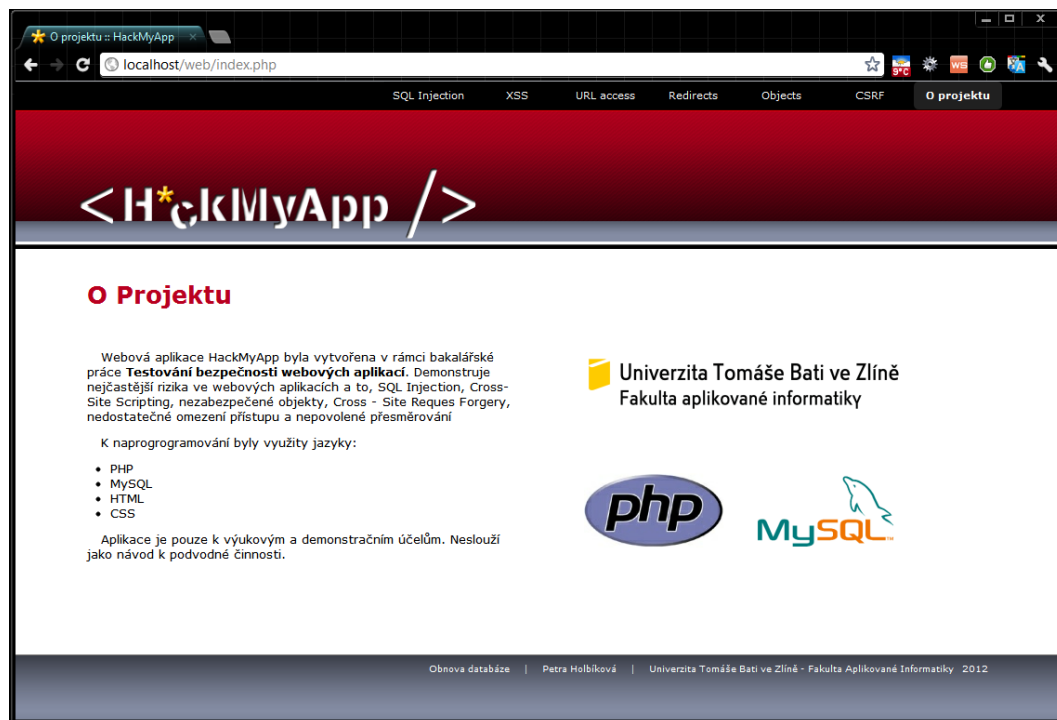 O projektu :: HackMyApp
localhost/web/index.php
9°C
WS
SQL Injection XSS URL access Redirects Objects CSRF O projektu
<H*ckMyApp />
O Projektu
Webová aplikace HackMyApp byla vytvořena v rámci bakalářské
práce Testování bezpečnosti webových aplikací. Demonstruje
nejčastější rizika ve webových aplikacích a to, SQL Injection, Cross-
Site Scripting, nezabezpečené objekty, Cross - Site Reques Forgery,
nedostatečné omezení přístupu a nepovolené přesměrování
K naprogrogramování byly využity jazyky:
• PHP
• MySQL
• HTML
• CSS
Aplikace je pouze k výukovým a demonstračním účelům. Neslouží
jako návod k podvodné činnosti.
Univerzita Tomáše Bati ve Zlíně
Fakulta aplikované informatiky
php
MySQL
Obnova databáze | Petra Holbíková | Univerzita Tomáše Bati ve Zlíně - Fakulta Aplikované Informatiky 2012